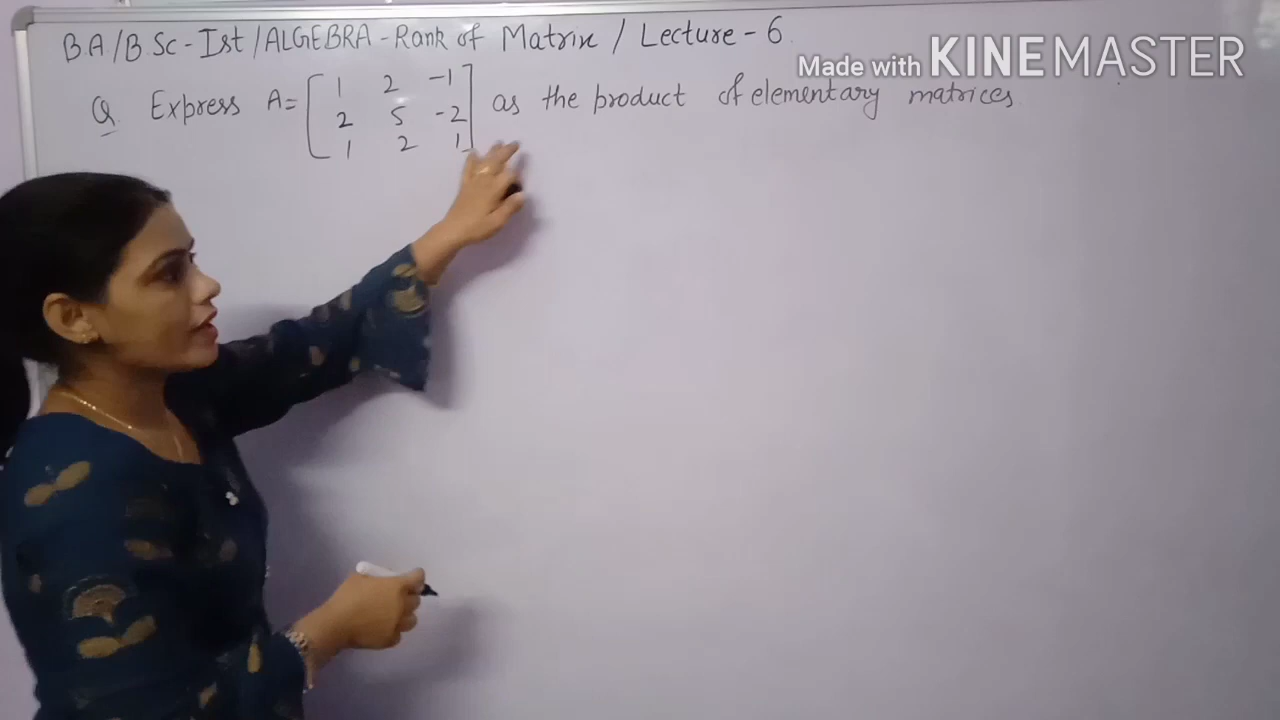 BA/B Sc - Ist / ALGEBRA - Rank of Matrix / Lecture - 6
Made with KINEMASTER
Q Express A = [ 1 2 -1 as the product of elementary matrices
2 5 -2
1 2 1 ]